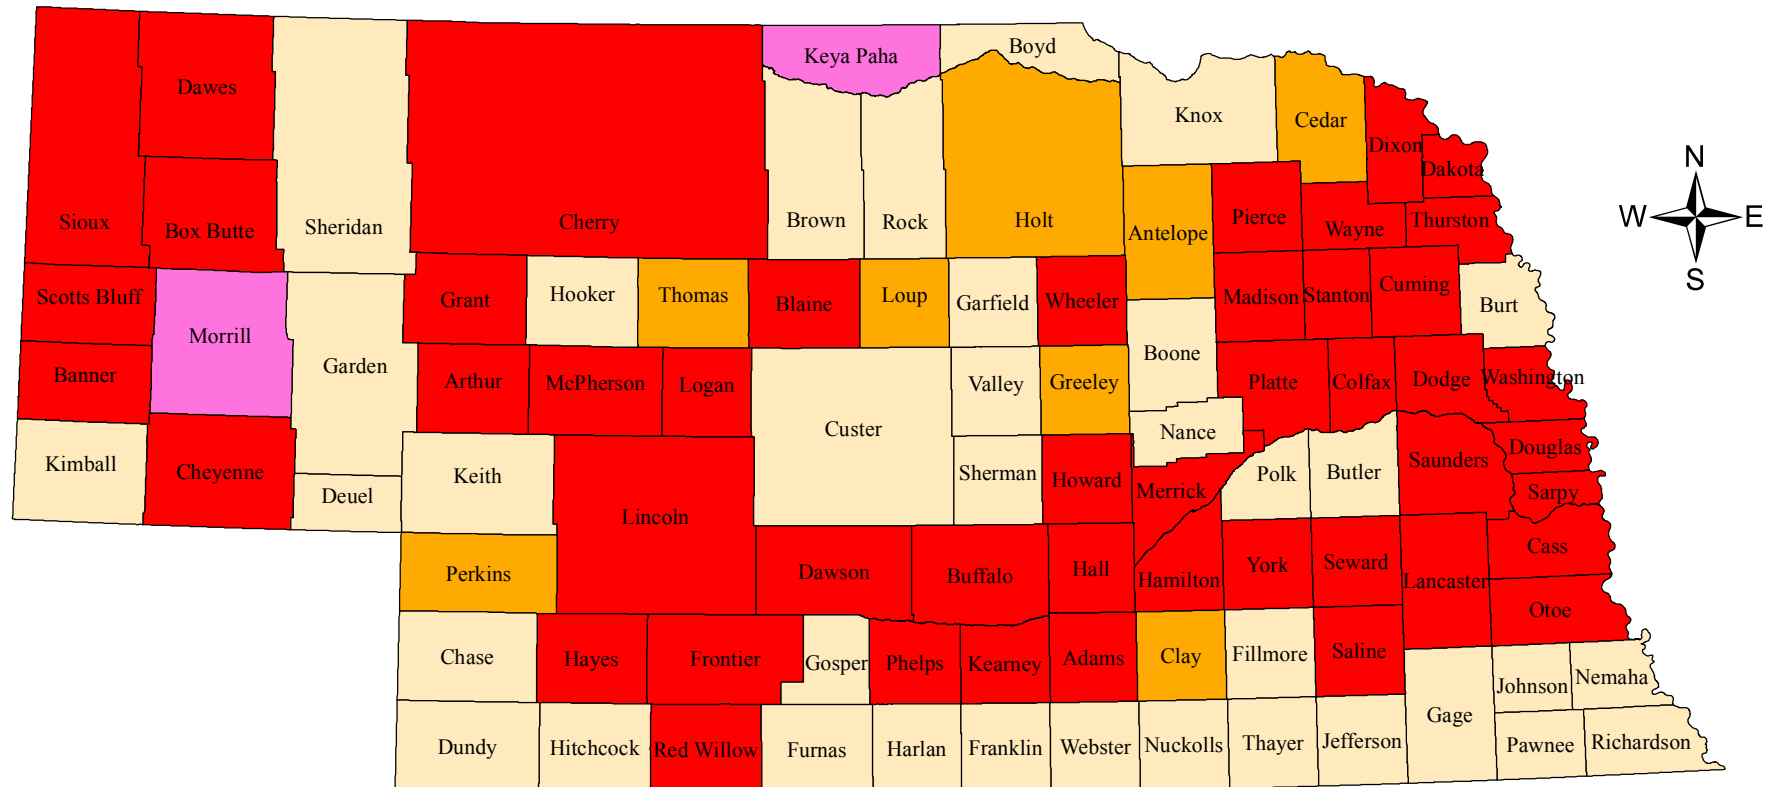 Keya Paha
Boyd
Dawes
Knox
Cedar
Dixon
Dakota
Sioux
Box Butte
Sheridan
Cherry
Brown
Rock
Holt
Antelope
Pierce
Wayne
Thurston
N
W
E
S
Scotts Bluff
Morrill
Garden
Grant
Hooker
Thomas
Blaine
Loup
Garfield
Wheeler
Madison
Stanton
Cuming
Burt
Banner
Arthur
McPherson
Logan
Custer
Valley
Greeley
Boone
Platte
Colfax
Dodge
Washington
Kimball
Cheyenne
Deuel
Keith
Lincoln
Sherman
Howard
Nance
Merrick
Polk
Butler
Saunders
Douglas
Sarpy
Perkins
Dawson
Buffalo
Hall
Hamilton
York
Seward
Lancaster
Cass
Otoe
Chase
Hayes
Frontier
Gosper
Phelps
Kearney
Adams
Clay
Fillmore
Saline
Gage
Johnson
Nemaha
Dundy
Hitchcock
Red Willow
Furnas
Harlan
Franklin
Webster
Nuckolls
Thayer
Jefferson
Pawnee
Richardson